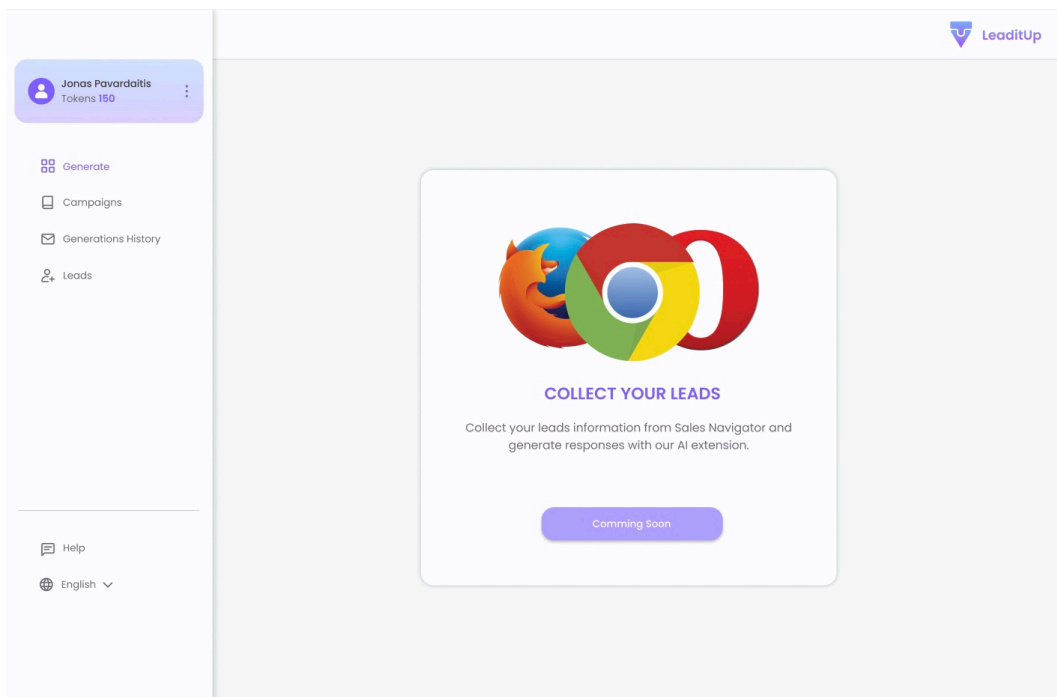 LeaditUp
Jonas Pavardaitis
Tokens 150
Generate
Campaigns
Generations History
Leads
COLLECT YOUR LEADS
Collect your leads information from Sales Navigator and
generate responses with our AI extension.
Comming Soon
Help
English